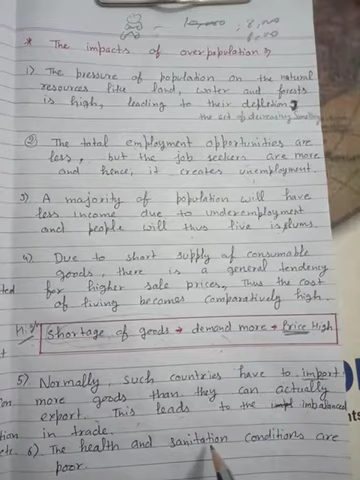 10,000 , 8,000
* The impacts of overpopulation
1) The pressure of population on the natural
resources like land, water and forests
is high, leading to their depletion
the act of decreasing something
② The total employment opportunities are
less, but the job seekers are more
and hence, it creates unemployment.
3) A majority of population will have
less income due to underemployment
and people will thus live in slums.
4) Due to short supply of consumable
goods, there is a general tendency
for higher sale prices, Thus the cost
of living becomes comparatively high.
Shortage of goods → demand more → Price High
5) Normally, such countries have to import
more goods than they can actually
export. This leads to the imbalanced
in trade.
6) The health and sanitation conditions are
poor